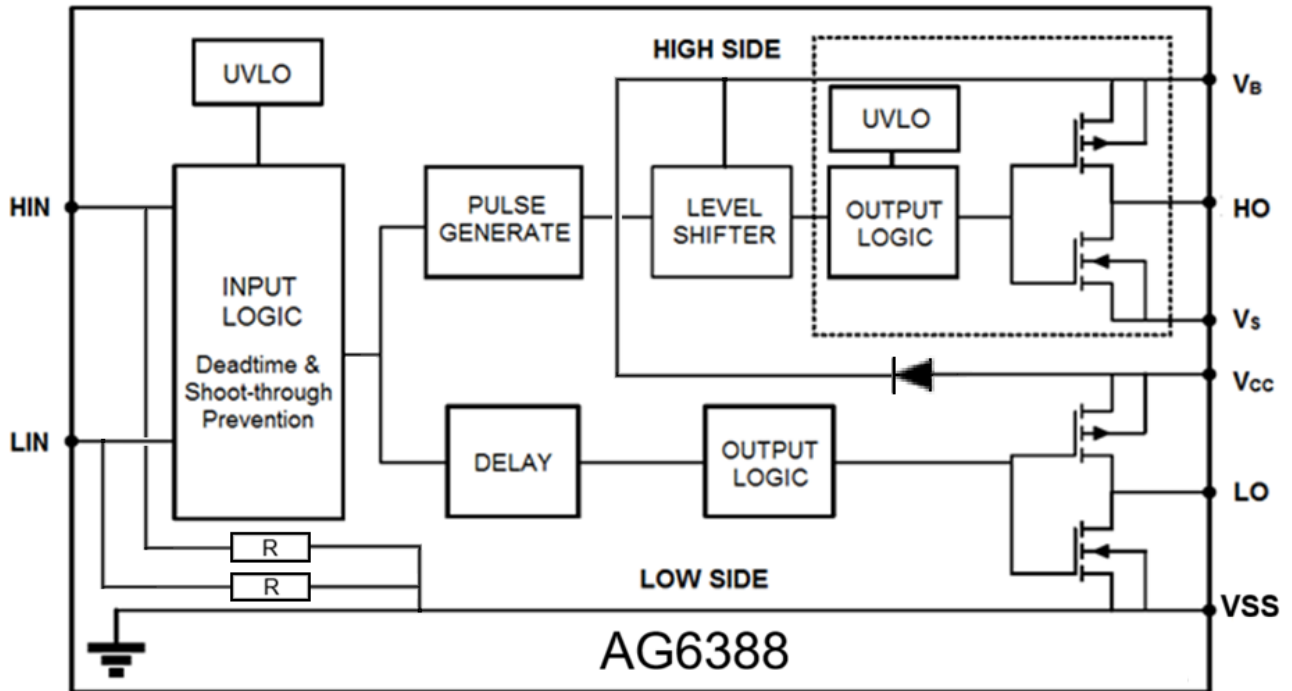 HIGH SIDE
UVLO
VB
UVLO
HIN
PULSE
GENERATE
LEVEL
SHIFTER
OUTPUT
LOGIC
HO
INPUT
LOGIC
Deadtime &
Shoot-through
Prevention
VS
VCC
LIN
DELAY
OUTPUT
LOGIC
LO
R
R
LOW SIDE
VSS
AG6388